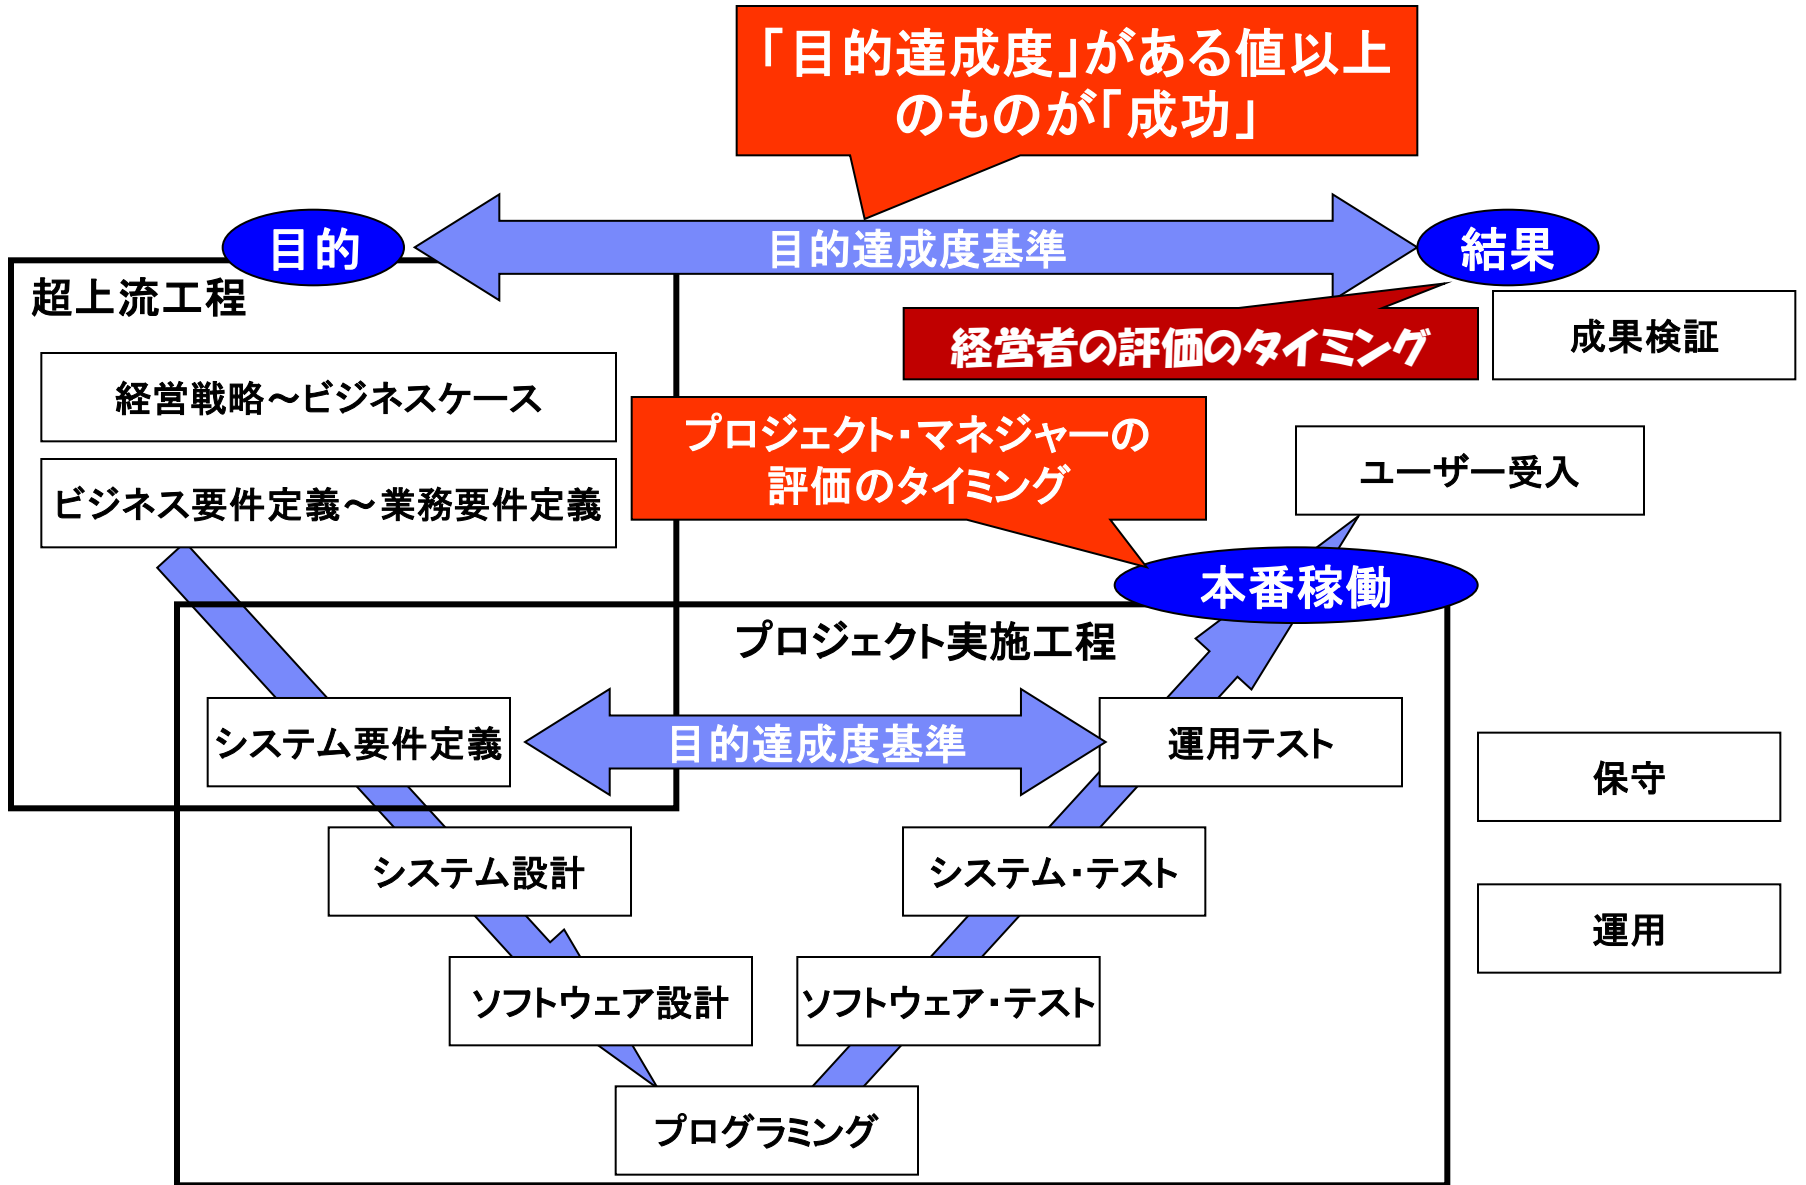 「目的達成度」がある値以上
のものが「成功」
目的
目的達成度基準
結果
超上流工程
経営者の評価のタイミング
成果検証
経営戦略～ビジネスケース
プロジェクト・マネジャーの
評価のタイミング
ユーザー受入
ビジネス要件定義～業務要件定義
本番稼働
プロジェクト実施工程
システム要件定義
目的達成度基準
運用テスト
保守
システム設計
システム・テスト
運用
ソフトウェア設計
ソフトウェア・テスト
プログラミング